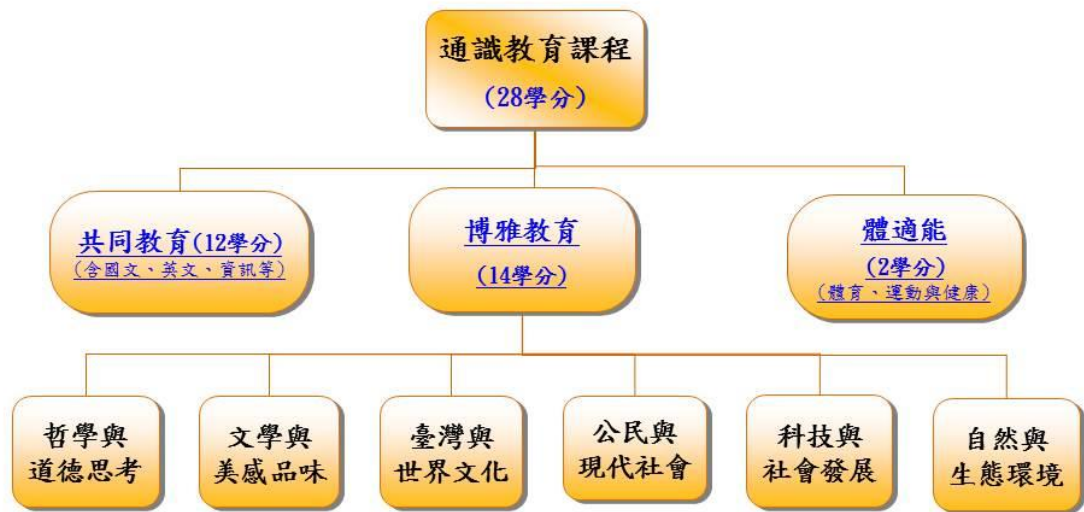 通識教育課程
(28學分)
共同教育(12學分)
(含國文、英文、資訊等)
博雅教育
(14學分)
體適能
(2學分)
(體育、運動與健康)
哲學與
道德思考
文學與
美感品味
臺灣與
世界文化
公民與
現代社會
科技與
社會發展
自然與
生態環境